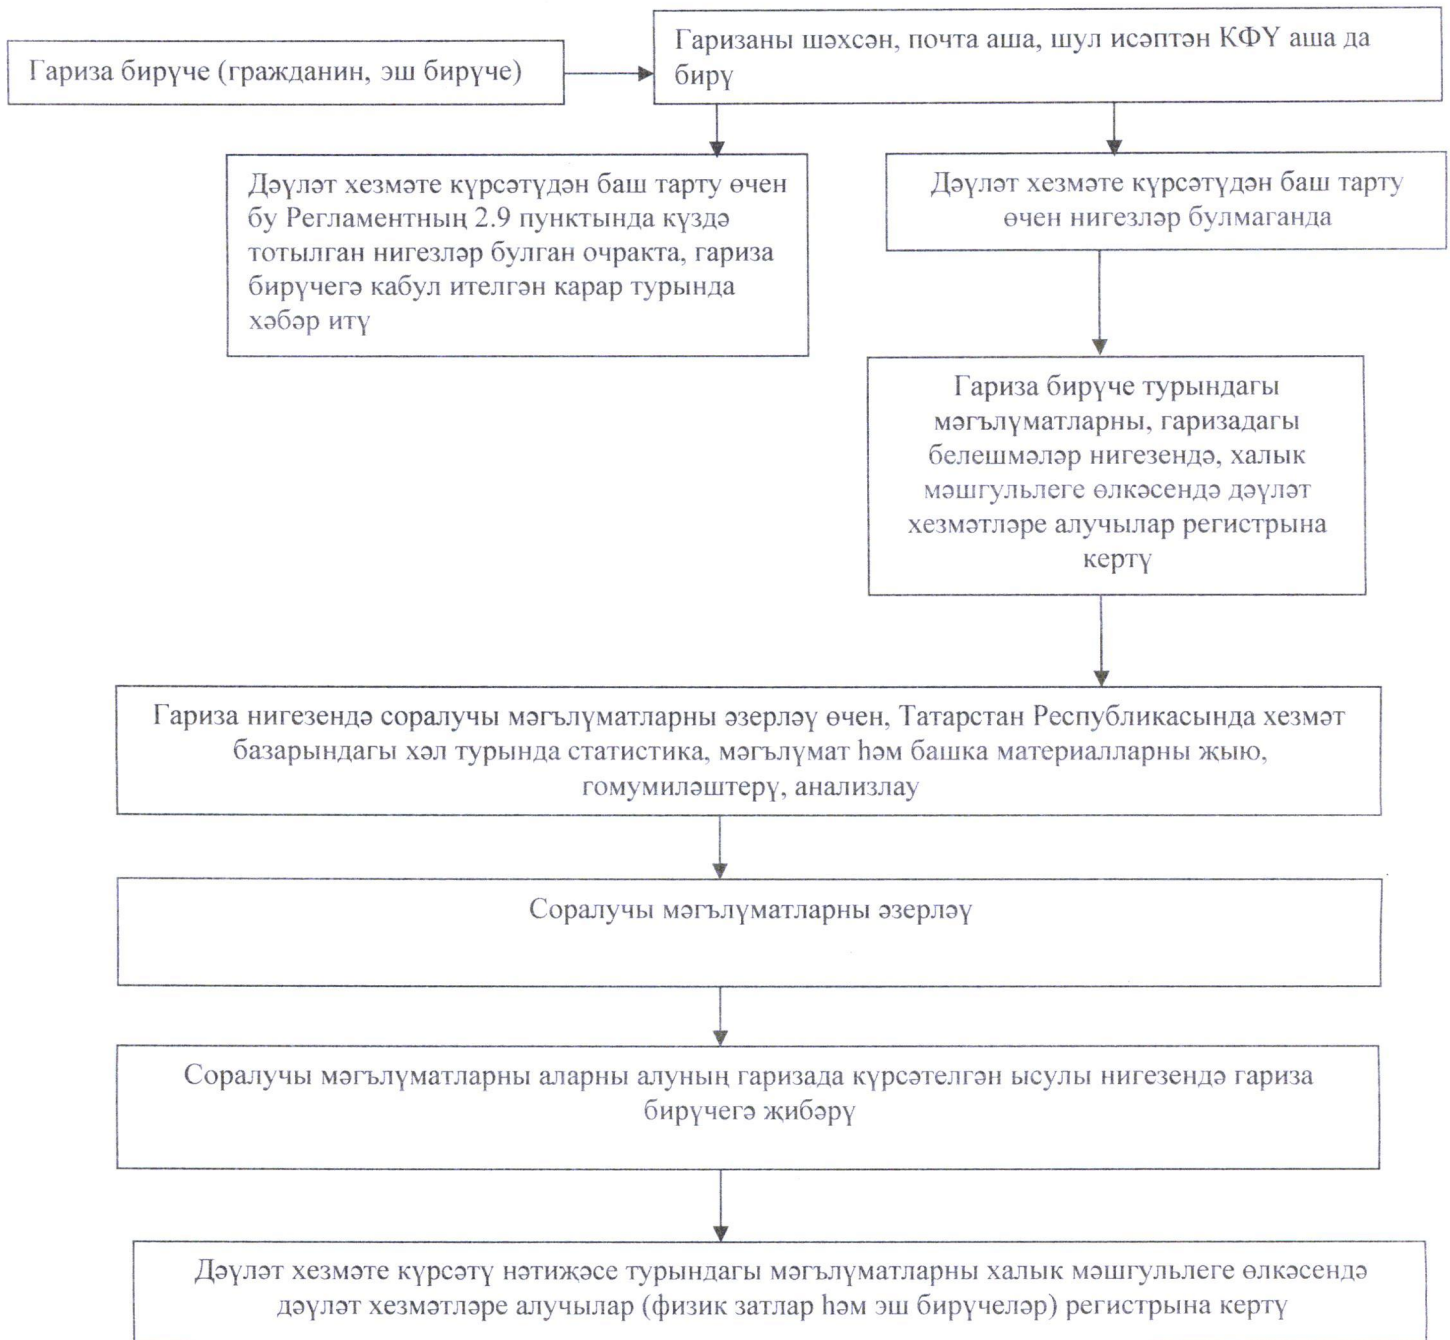 Гариза бирүче (гражданин, эш бирүче)
Гаризаны шәхсән, почта аша, шул исәптән КФҮ аша да
бирү
Дәүләт хезмәте күрсәтүдән баш тарту өчен
бу Регламентның 2.9 пунктында күздә
тотылган нигезләр булган очракта, гариза
бирүчегә кабул ителгән карар турында
хәбәр итү
Дәүләт хезмәте күрсәтүдән баш тарту
өчен нигезләр булмаганда
Гариза бирүче турындагы
мәгълүматларны, гаризадагы
белешмәләр нигезендә, халык
мәшгульлеге өлкәсендә дәүләт
хезмәтләре алучылар регистрына
кертү
Гариза нигезендә соралучы мәгълүматларны әзерләү өчен, Татарстан Республикасында хезмәт
базарындагы хәл турында статистика, мәгълүмат һәм башка материалларны җыю,
гомумиләштерү, анализлау
Соралучы мәгълүматларны әзерләү
Соралучы мәгълүматларны аларны алуның гаризада күрсәтелгән ысулы нигезендә гариза
бирүчегә җибәрү
Дәүләт хезмәте күрсәтү нәтиҗәсе турындагы мәгълүматларны халык мәшгульлеге өлкәсендә
дәүләт хезмәтләре алучылар (физик затлар һәм эш бирүчеләр) регистрына кертү